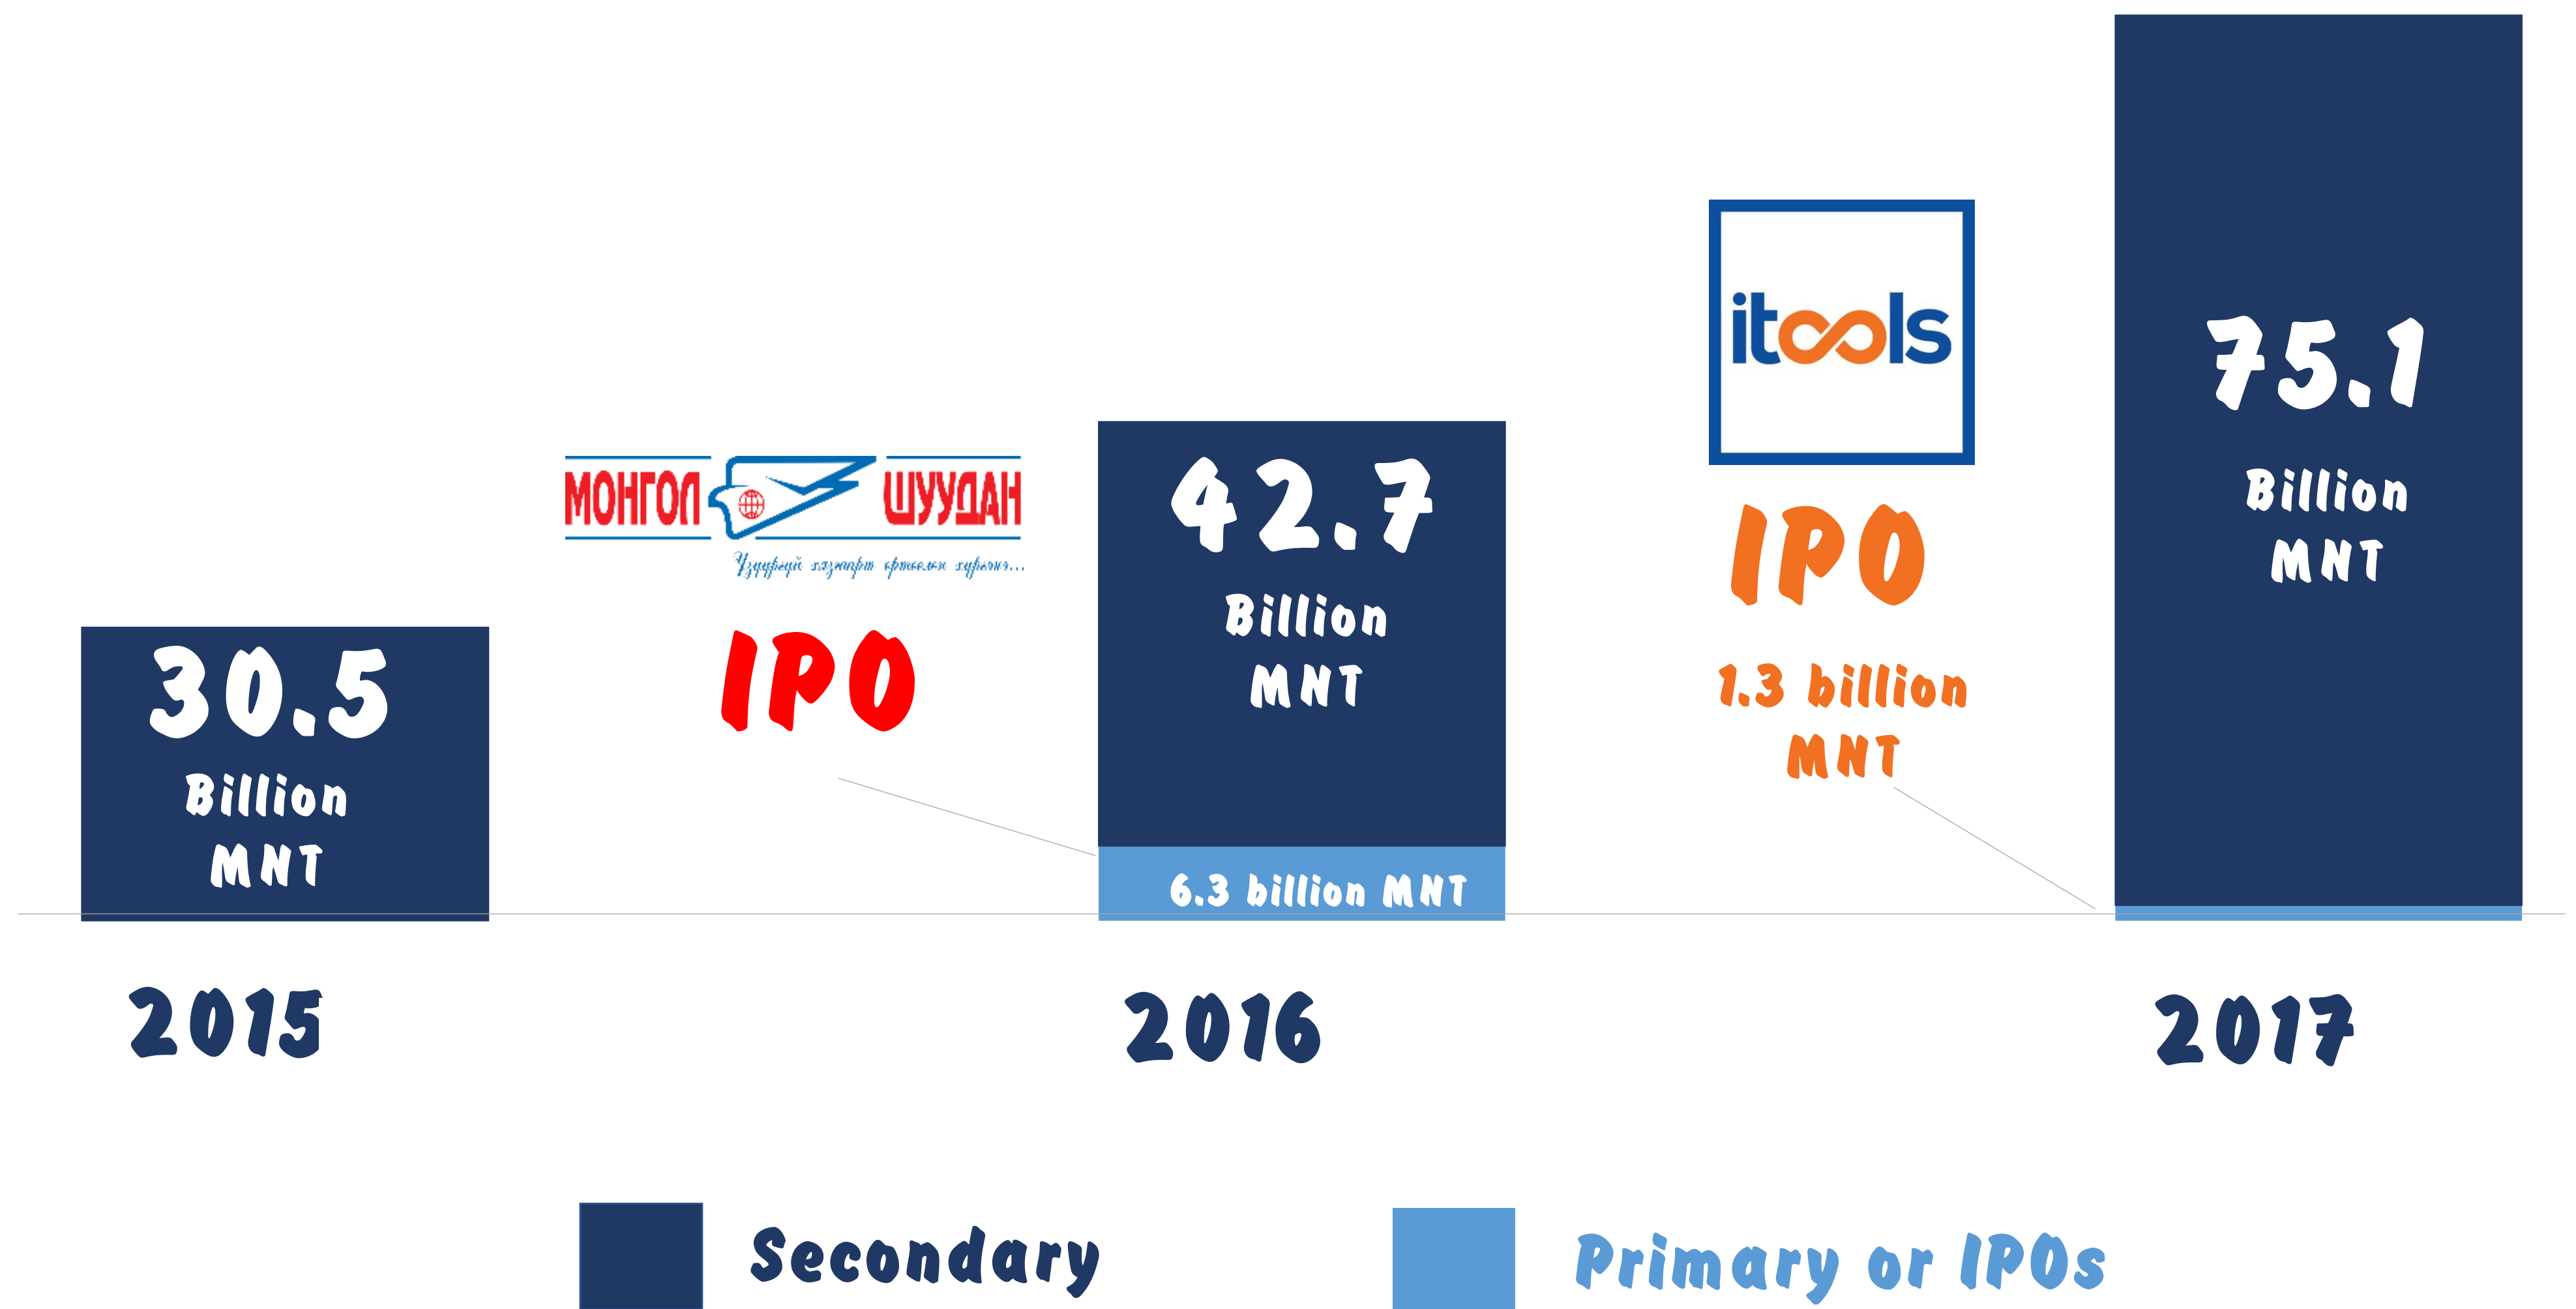 30.5
Billion
MNT
МОНГОЛ ШУУДАН
IPO
42.7
Billion
MNT
6.3 billion MNT
itools
IPO
1.3 billion
MNT
75.1
Billion
MNT
2015
2016
2017
Secondary
Primary or IPOs